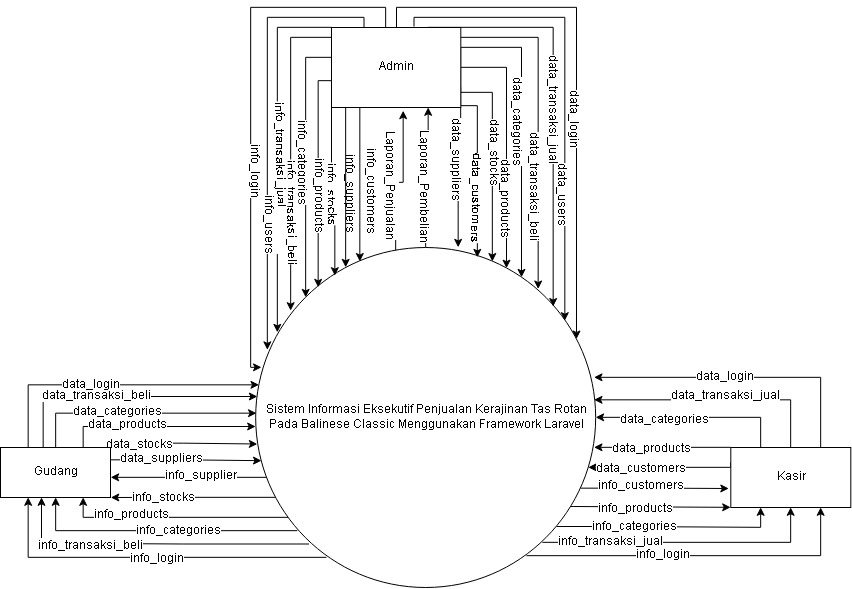 Admin
info_login
info_users
info_transaksi_jual
info_transaksi_beli
info_categories
info_products
info_stocks
info_suppliers
info_customers
Laporan_Penjualan
Laporan_Pembelian
data_suppliers
data_customers
data_stocks
data_products
data_categories
data_transaksi_beli
data_transaksi_jual
data_users
data_login
Sistem Informasi Eksekutif Penjualan Kerajinan Tas Rotan
Pada Balinese Classic Menggunakan Framework Laravel
data_login
data_transaksi_beli
data_categories
data_products
data_stocks
data_suppliers
Gudang
info_supplier
info_stocks
info_products
info_categories
info_transaksi_beli
info_login
data_login
data_transaksi_jual
data_categories
data_products
data_customers
Kasir
info_customers
info_products
info_categories
info_transaksi_jual
info_login